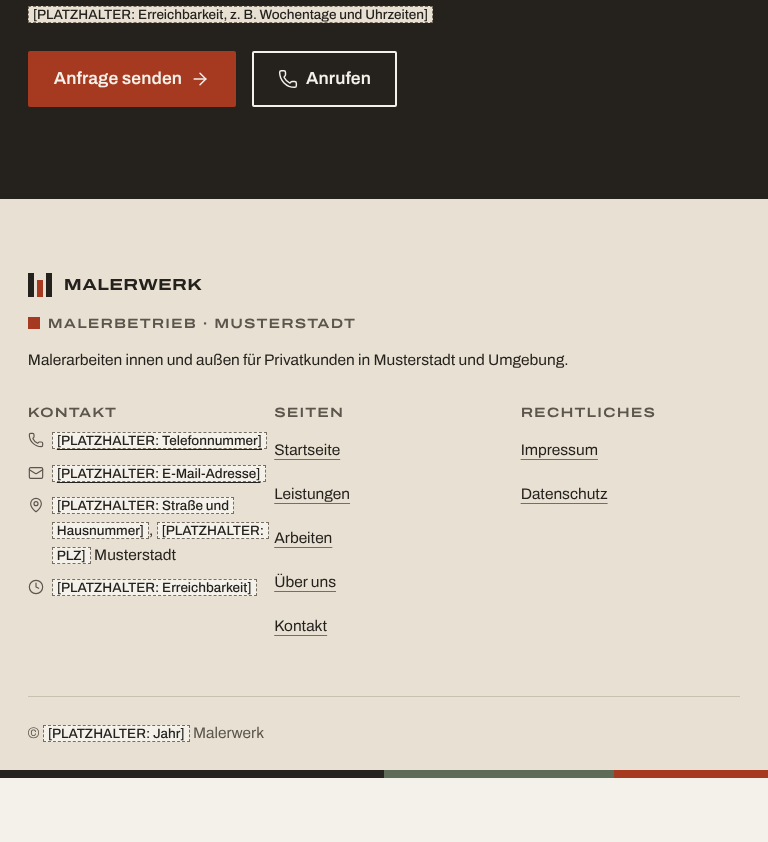 [PLATZHALTER: Erreichbarkeit, z. B. Wochentage und Uhrzeiten]
Anfrage senden
Anrufen
MALERWERK
MALERBETRIEB · MUSTERSTADT
Malerarbeiten innen und außen für Privatkunden in Musterstadt und Umgebung.
KONTAKT
[PLATZHALTER: Telefonnummer]
[PLATZHALTER: E-Mail-Adresse]
[PLATZHALTER: Straße und
Hausnummer], [PLATZHALTER:
PLZ] Musterstadt
[PLATZHALTER: Erreichbarkeit]
SEITEN
Startseite
Leistungen
Arbeiten
Über uns
Kontakt
RECHTLICHES
Impressum
Datenschutz
© [PLATZHALTER: Jahr] Malerwerk